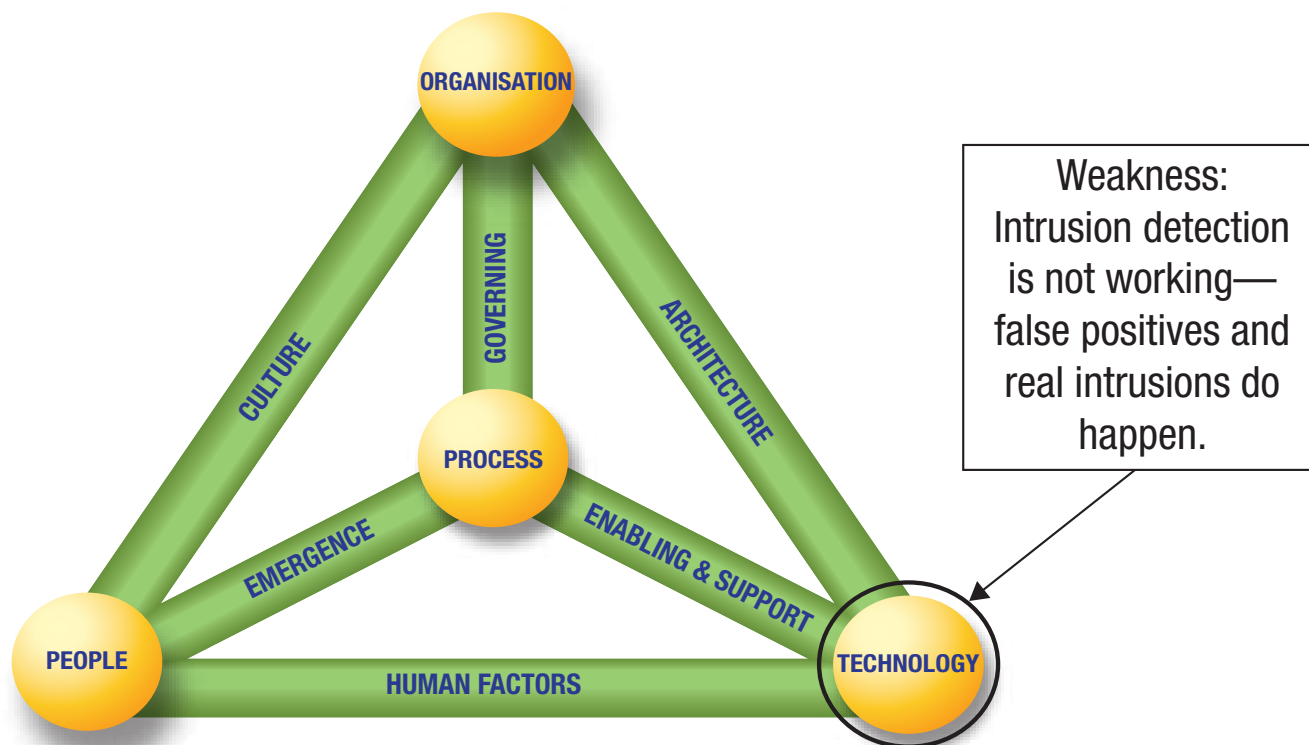 ORGANISATION
Weakness:
Intrusion detection
is not working—
false positives and
real intrusions do
happen.
CULTURE
GOVERNING
ARCHITECTURE
PROCESS
EMERGENCE
ENABLING & SUPPORT
PEOPLE
TECHNOLOGY
HUMAN FACTORS